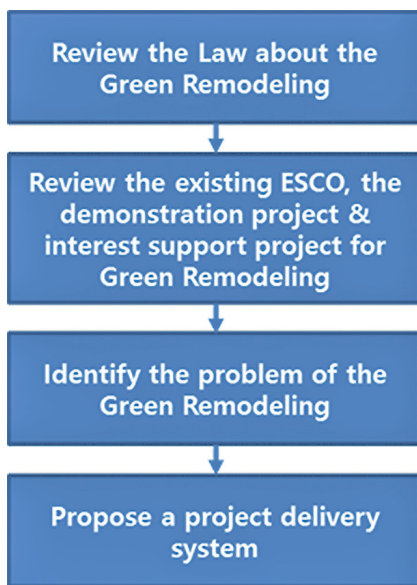 Review the Law about the
Green Remodeling
Review the existing ESCO, the
demonstration project &
interest support project for
Green Remodeling
Identify the problem of the
Green Remodeling
Propose a project delivery
system